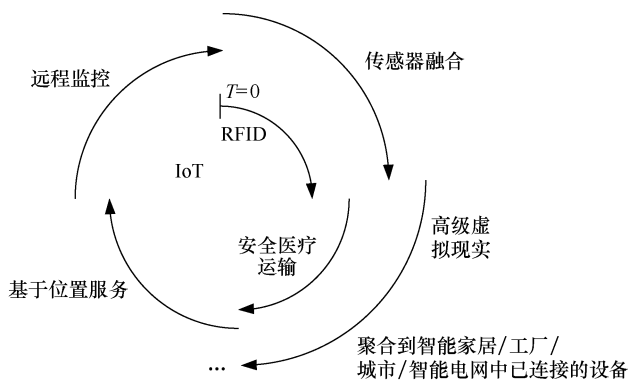 传感器融合
远程监控
T=0
RFID
IoT
高级虚
拟现实
安全医疗
运输
基于位置服务
聚合到智能家居/工厂/
城市/智能电网中已连接的设备
...